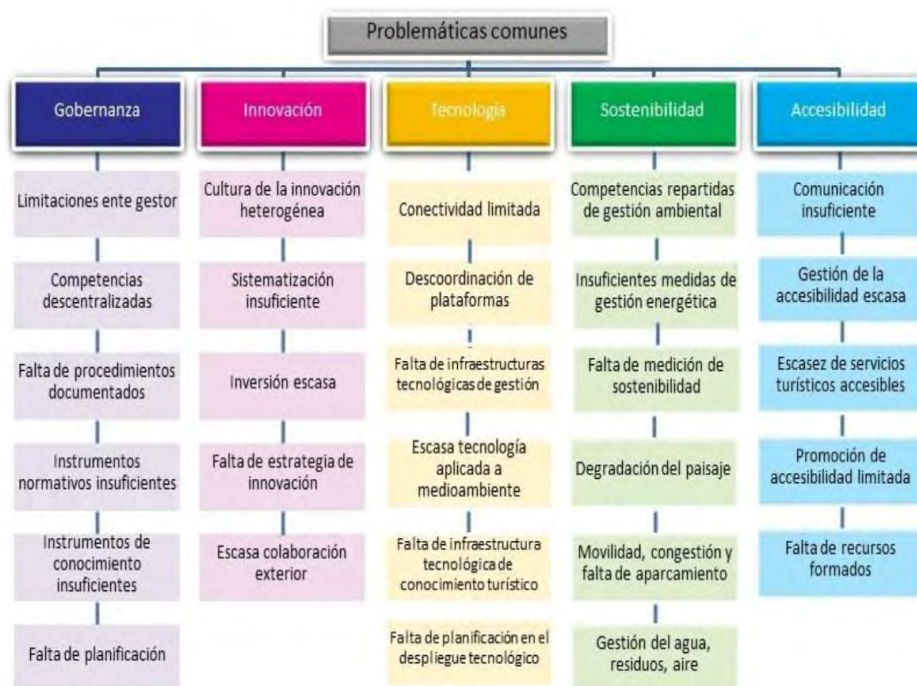 Problemáticas comunes
Gobernanza
Limitaciones ente gestor
Competencias
descentralizadas
Falta de procedimientos
documentados
Instrumentos
normativos insuficientes
Instrumentos de
conocimiento
insuficientes
Falta de planificación
Innovación
Cultura de la innovación
heterogénea
Sistematización
insuficiente
Inversión escasa
Falta de estrategia de
innovación
Escasa colaboración
exterior
Tecnología
Conectividad limitada
Descoordinación de
plataformas
Falta de infraestructuras
tecnológicas de gestión
Escasa tecnología
aplicada a
medioambiente
Falta de infraestructura
tecnológica de
conocimiento turístico
Falta de planificación en el
despliegue tecnológico
Sostenibilidad
Competencias repartidas
de gestión ambiental
Insuficientes medidas de
gestión energética
Falta de medición de
sostenibilidad
Degradación del paisaje
Movilidad, congestión y
falta de aparcamiento
Gestión del agua,
residuos, aire
Accesibilidad
Comunicación
insuficiente
Gestión de la
accesibilidad escasa
Escasez de servicios
turísticos accesibles
Promoción de
accesibilidad limitada
Falta de recursos
formados